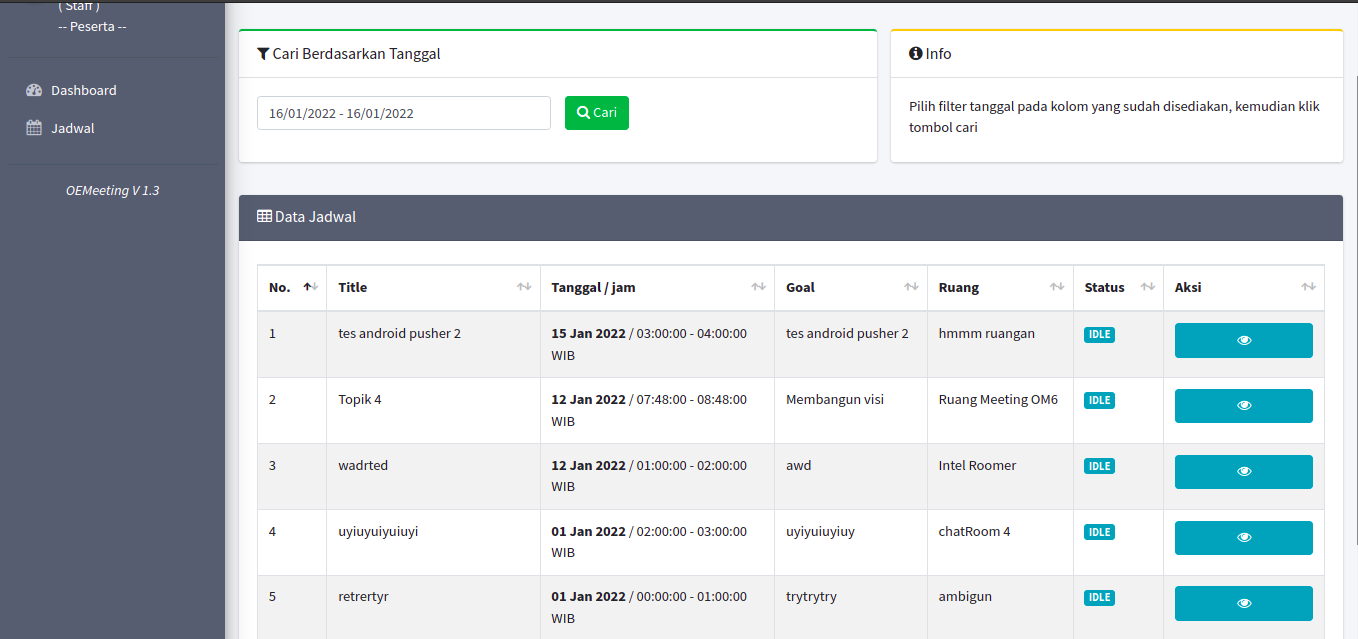 ( Staff )
-- Peserta --
Dashboard
Jadwal
OEMeeting V 1.3
Cari Berdasarkan Tanggal
16/01/2022 - 16/01/2022
Cari
Info
Pilih filter tanggal pada kolom yang sudah disediakan, kemudian klik
tombol cari
Data Jadwal
No. Title Tanggal / jam Goal Ruang Status Aksi
1 tes android pusher 2 15 Jan 2022 / 03:00:00 - 04:00:00 tes android pusher 2 hmmm ruangan IDLE
WIB
2 Topik 4 12 Jan 2022 / 07:48:00 - 08:48:00 Membangun visi Ruang Meeting OM6 IDLE
WIB
3 wadrted 12 Jan 2022 / 01:00:00 - 02:00:00 awd Intel Roomer IDLE
WIB
4 uyiuyuiyuiuyi 01 Jan 2022 / 02:00:00 - 03:00:00 uyiyuiuyiuy chatRoom 4 IDLE
WIB
5 retrertyr 01 Jan 2022 / 00:00:00 - 01:00:00 trytrytry ambigun IDLE
WIB